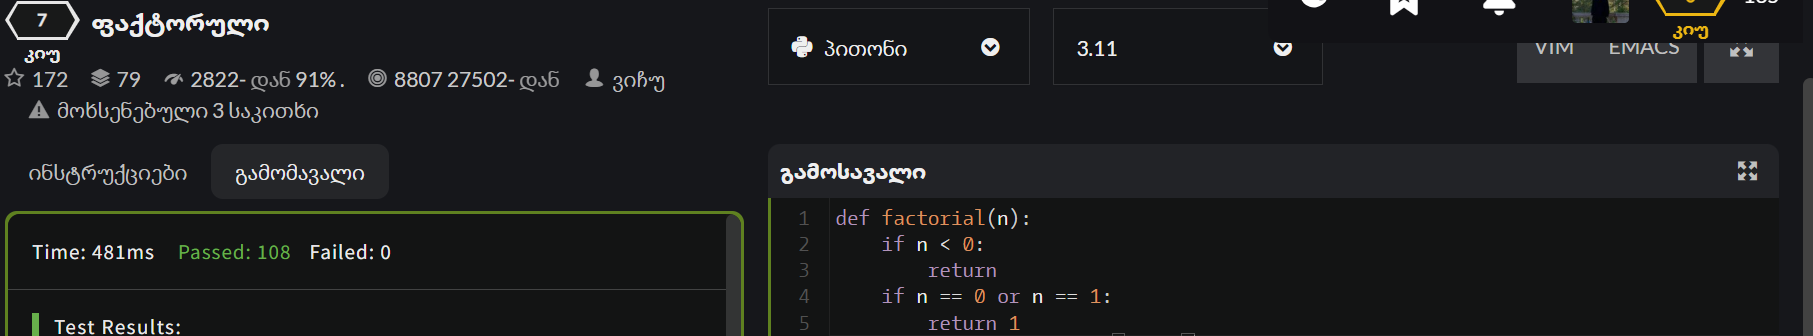 7 ფაქტორული
კიუ
172 79 2822- დან 91% . 8807 27502- დან ვიჩუ
მოხსენებული 3 საკითხი
ინსტრუქციები გამომავალი
Time: 481ms Passed: 108 Failed: 0
Test Results:
პითონი 3.11
კიუ
VIM EMACS
გამოსავალი
1 def factorial(n):
2 if n < 0:
3 return
4 if n == 0 or n == 1:
5 return 1